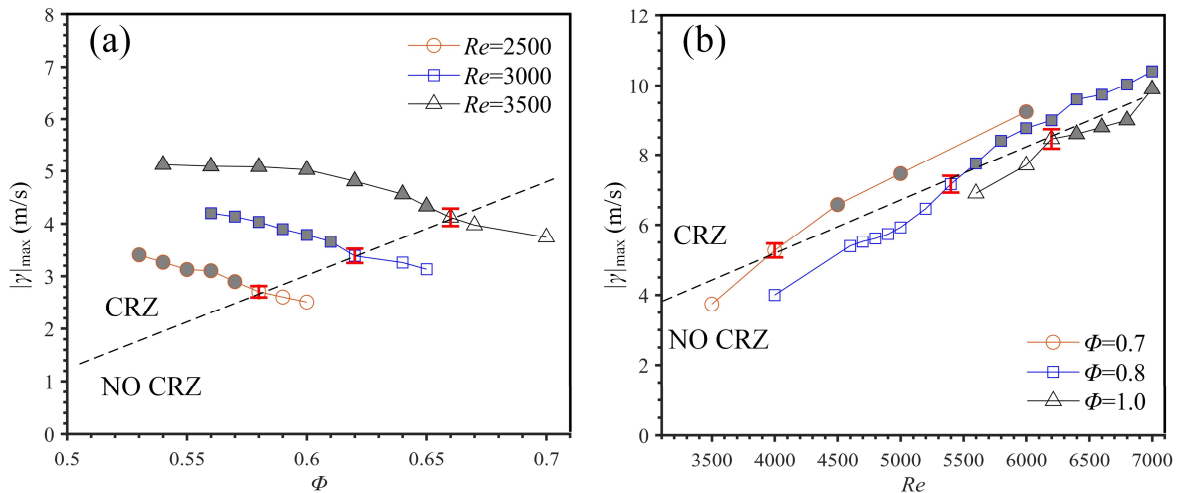 (a)
Re=2500
Re=3000
Re=3500
CRZ
NO CRZ
|γ|max (m/s)
8
7
6
5
4
3
2
1
0
0.5
0.55
0.6
0.65
0.7
Φ
(b)
CRZ
NO CRZ
Φ=0.7
Φ=0.8
Φ=1.0
|γ|max (m/s)
12
10
8
6
4
2
0
3500 4000 4500 5000 5500 6000 6500 7000
Re